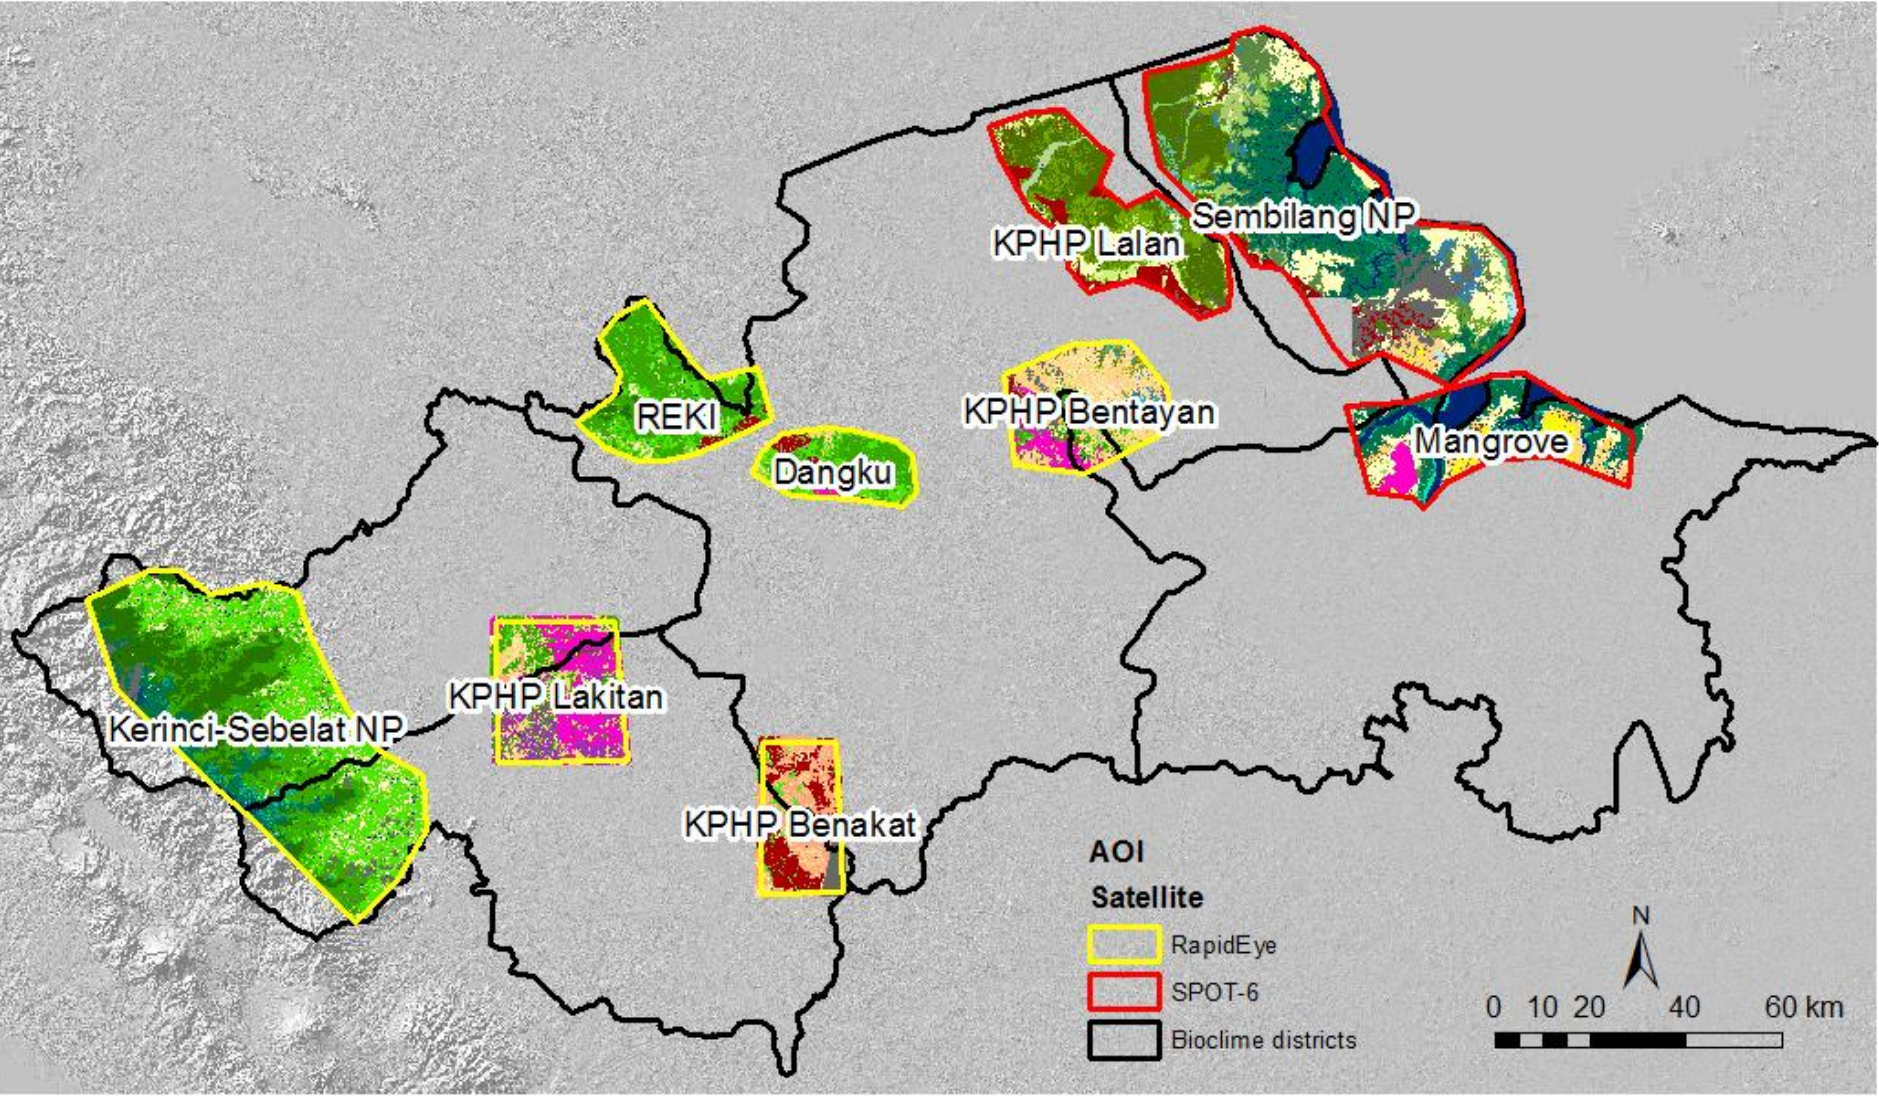 Sembilang NP
KPHP Lalan
REKI
KPHP Bentayan
Mangrove
Dangku
KPHP Lakitan
Kerinci-Sebelat NP
KPHP Benakat
AOI
Satellite
RapidEye
SPOT-6
Bioclime districts
N
0 10 20 40 60 km